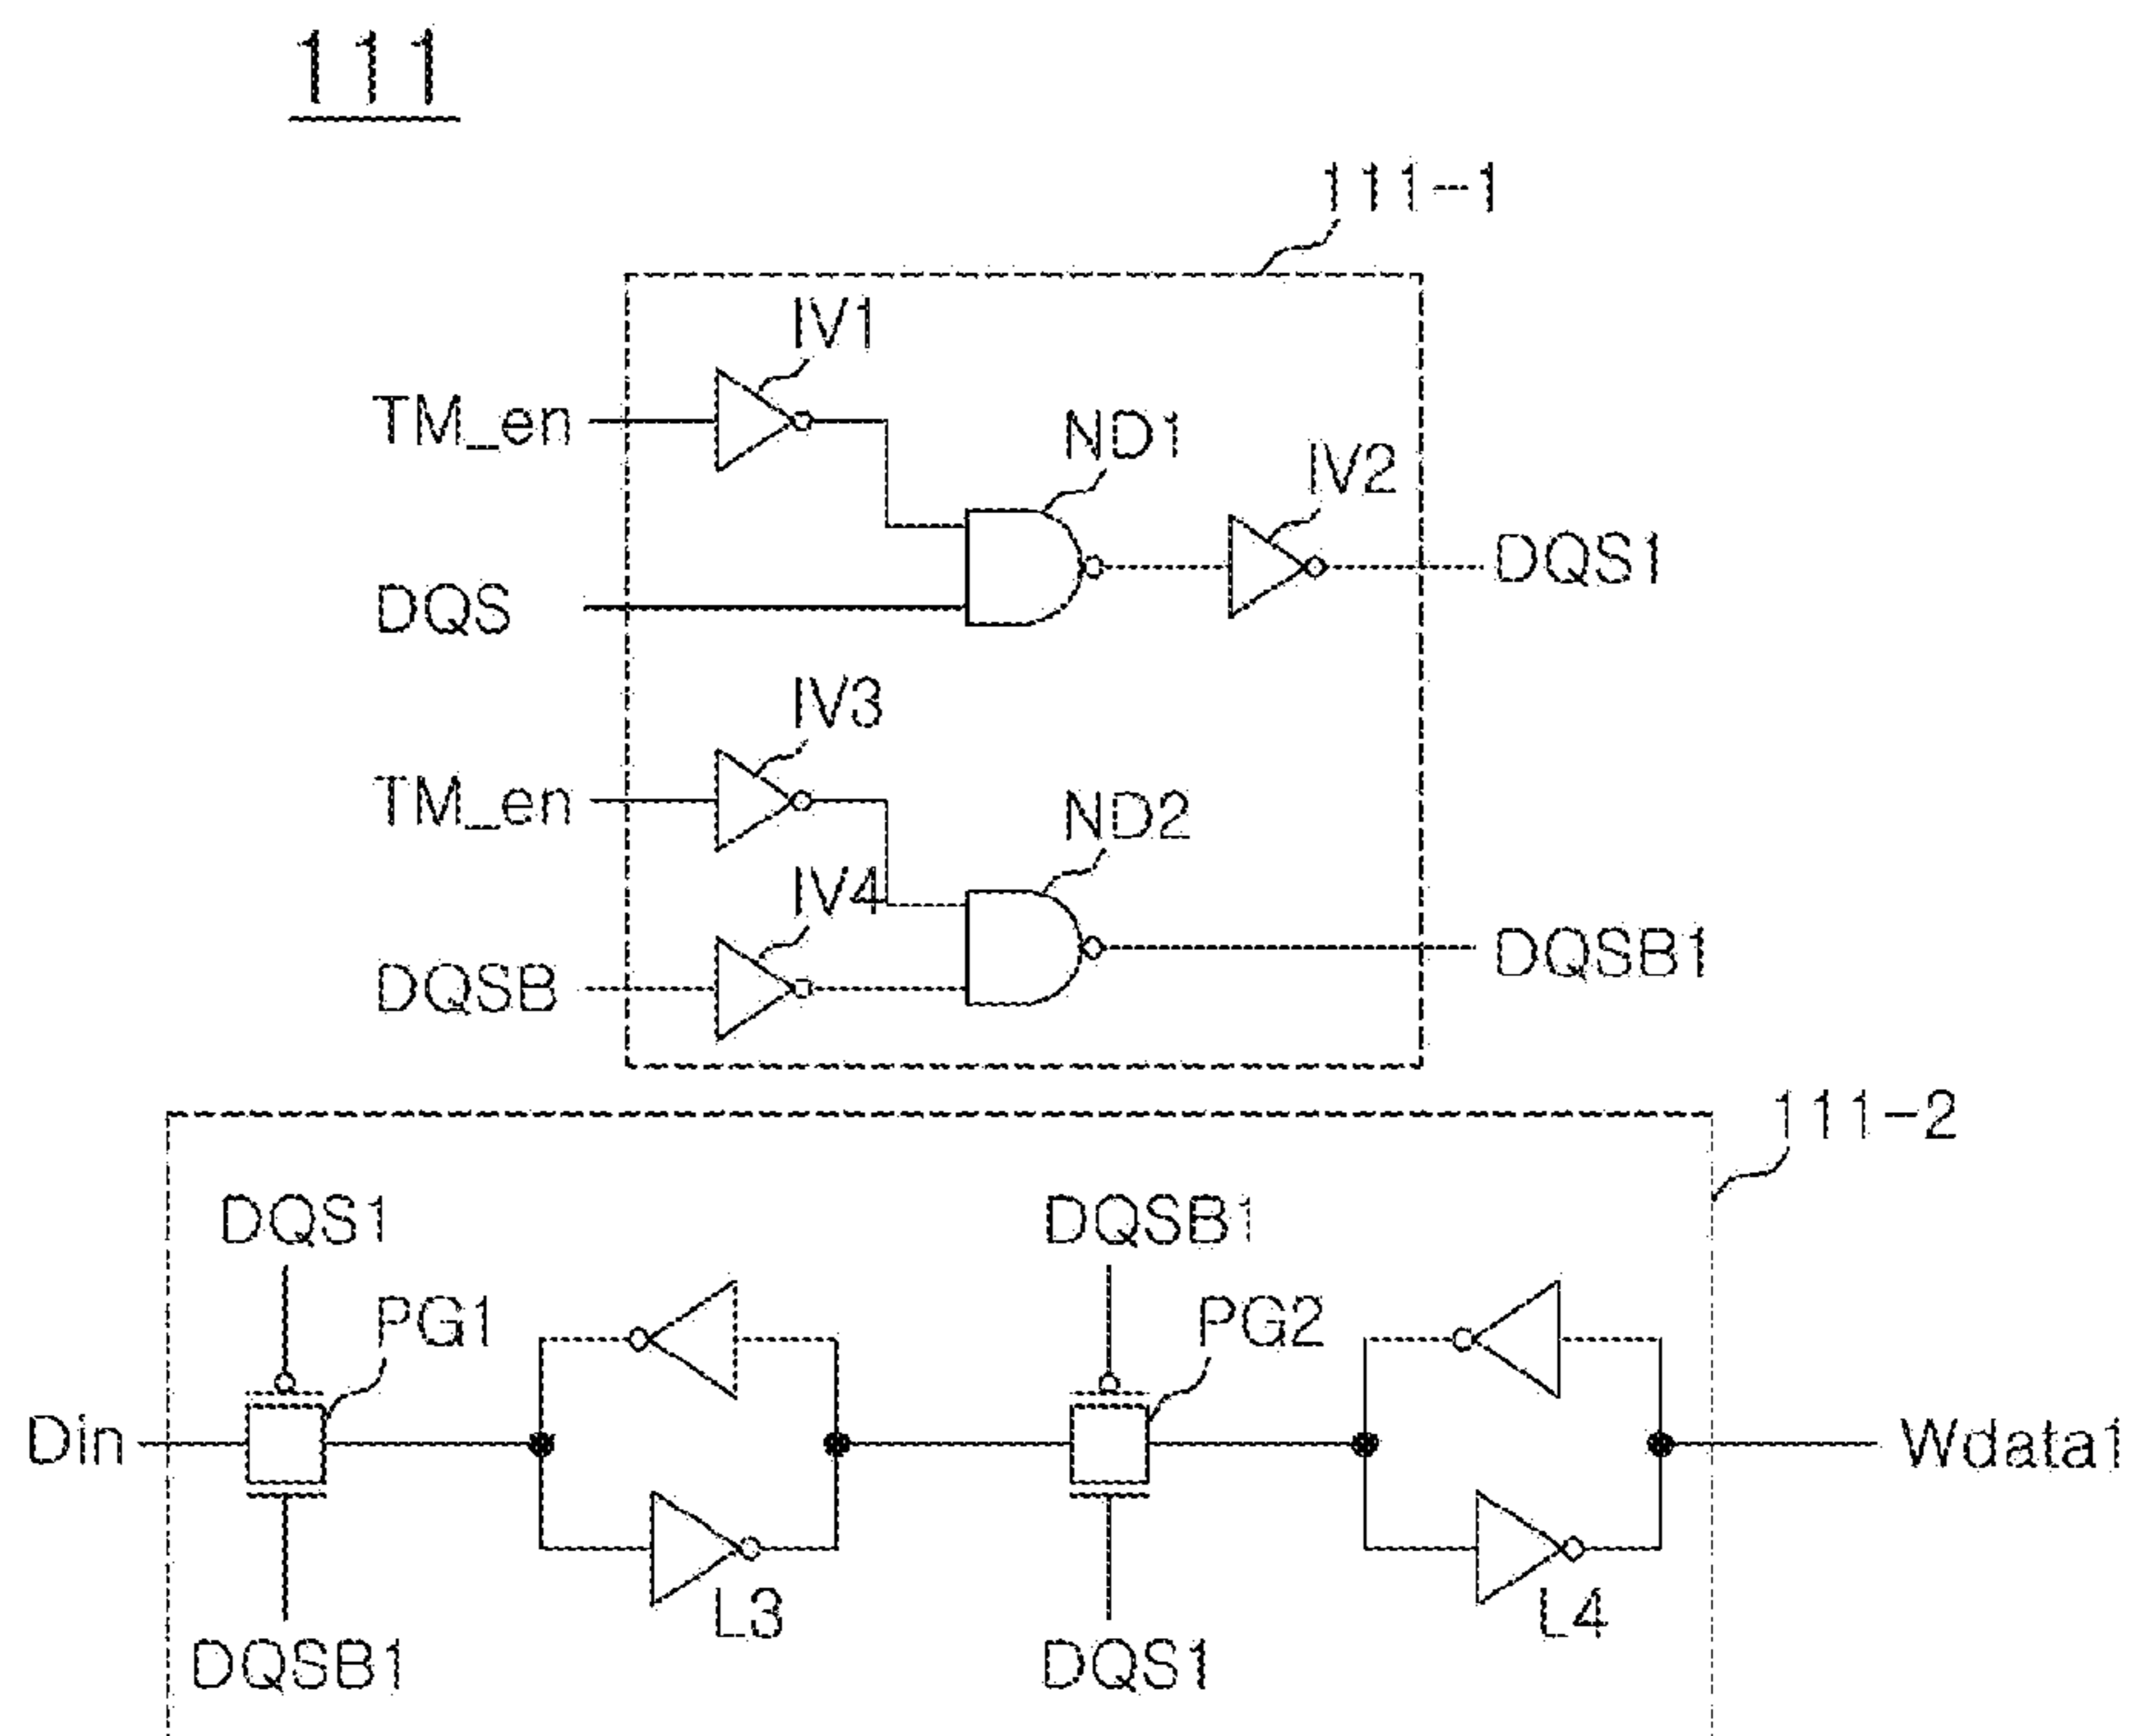 111
111-1
IV1
TM_en
ND1
IV2
DQS1
DQS
IV3
TM_en
ND2
IV4
DQSB1
DQSB
111-2
DQS1
DQSB1
PG1
PG2
Din
Wdata1
L3
L4
DQSB1
DQS1